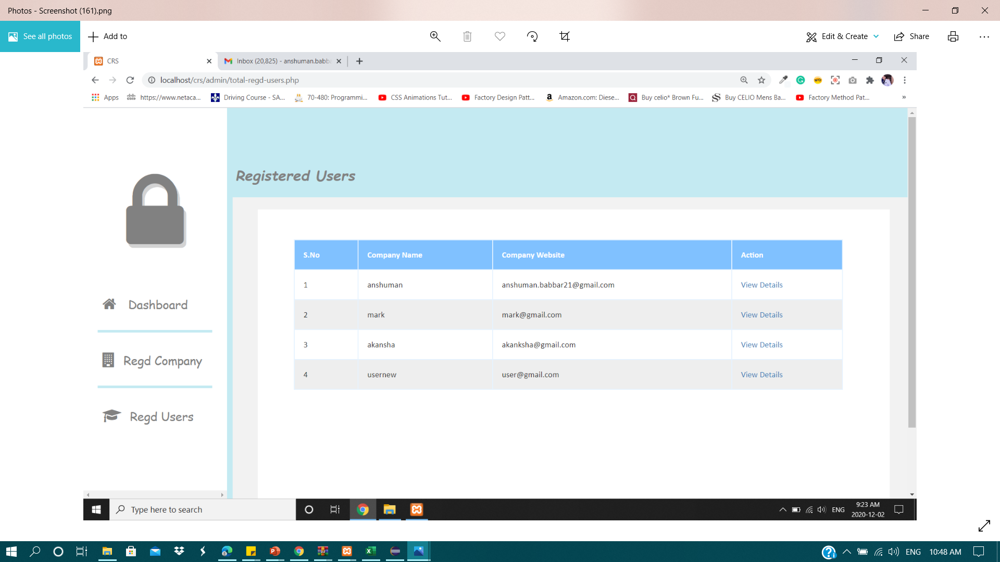 Photos - Screenshot (161).png
See all photos
Add to
Edit & Create
Share
CRS
Inbox (20,825) - anshuman.babb
localhost/crs/admin/total-regd-users.php
Apps
https://www.netaca...
Driving Course - SA...
70-480: Programmi...
CSS Animations Tut...
Factory Design Patt...
Amazon.com: Diese...
Buy celio* Brown Fu...
Buy CELIO Mens Ba...
Factory Method Pat...
»
Registered Users
Dashboard
Regd Company
Regd Users
S.No Company Name Company Website Action
1 anshuman anshuman.babbar21@gmail.com View Details
2 mark mark@gmail.com View Details
3 akansha akanksha@gmail.com View Details
4 usernew user@gmail.com View Details
Type here to search
ENG
9:23 AM
2020-12-02
ENG
10:48 AM